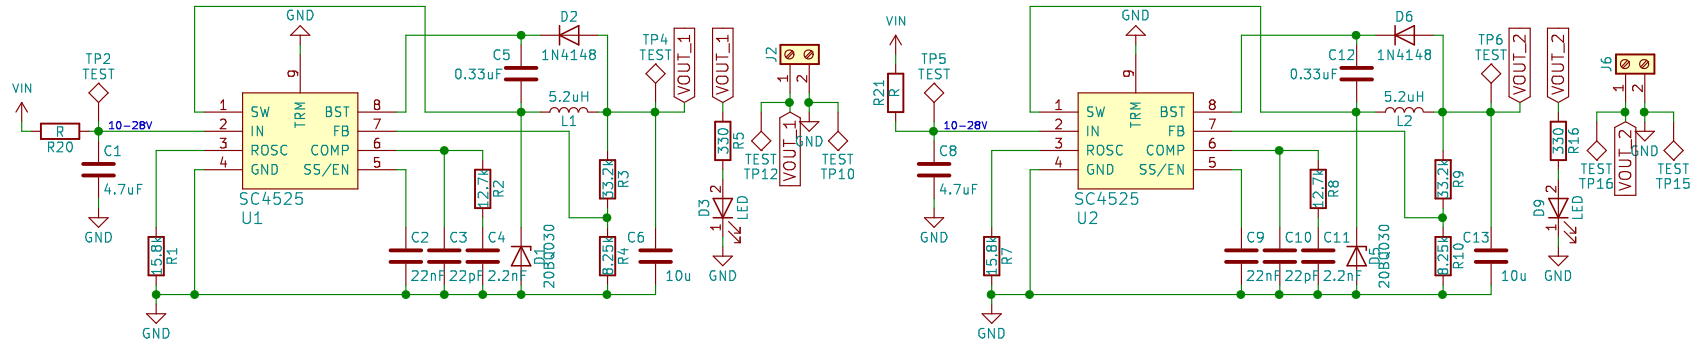 VIN
R
R20
TP2
TEST
10-28V
C1
4.7uF
GND
GND
9
TRM
1 SW
2 IN
3 ROSC
4 GND
BST 8
FB 7
COMP 6
SS/EN 5
SC4525
U1
15.8k
R1
GND
C2
22nF
C3
22pF
12.7k
R2
C4
2.2nF
C5
0.33uF
D2
1N4148
5.2uH
L1
D1
20BQ030
33.2k
R3
8.25k
R4
C6
10u
TP4
TEST
VOUT_1
VOUT_1
330
R5
2
D3
LED
1
GND
J2
1
2
VOUT_1
GND
TEST
TP12
TEST
TP10
VIN
R21
R
TP5
TEST
10-28V
C8
4.7uF
GND
GND
9
TRM
1 SW
2 IN
3 ROSC
4 GND
BST 8
FB 7
COMP 6
SS/EN 5
SC4525
U2
15.8k
R7
GND
C9
22nF
C10
22pF
12.7k
R8
C11
2.2nF
C12
0.33uF
D6
1N4148
5.2uH
L2
D5
20BQ030
33.2k
R9
8.25k
R10
C13
10u
TP6
TEST
VOUT_2
VOUT_2
330
R16
2
D9
LED
1
GND
J6
1
2
VOUT_2
GND
TEST
TP16
TEST
TP15